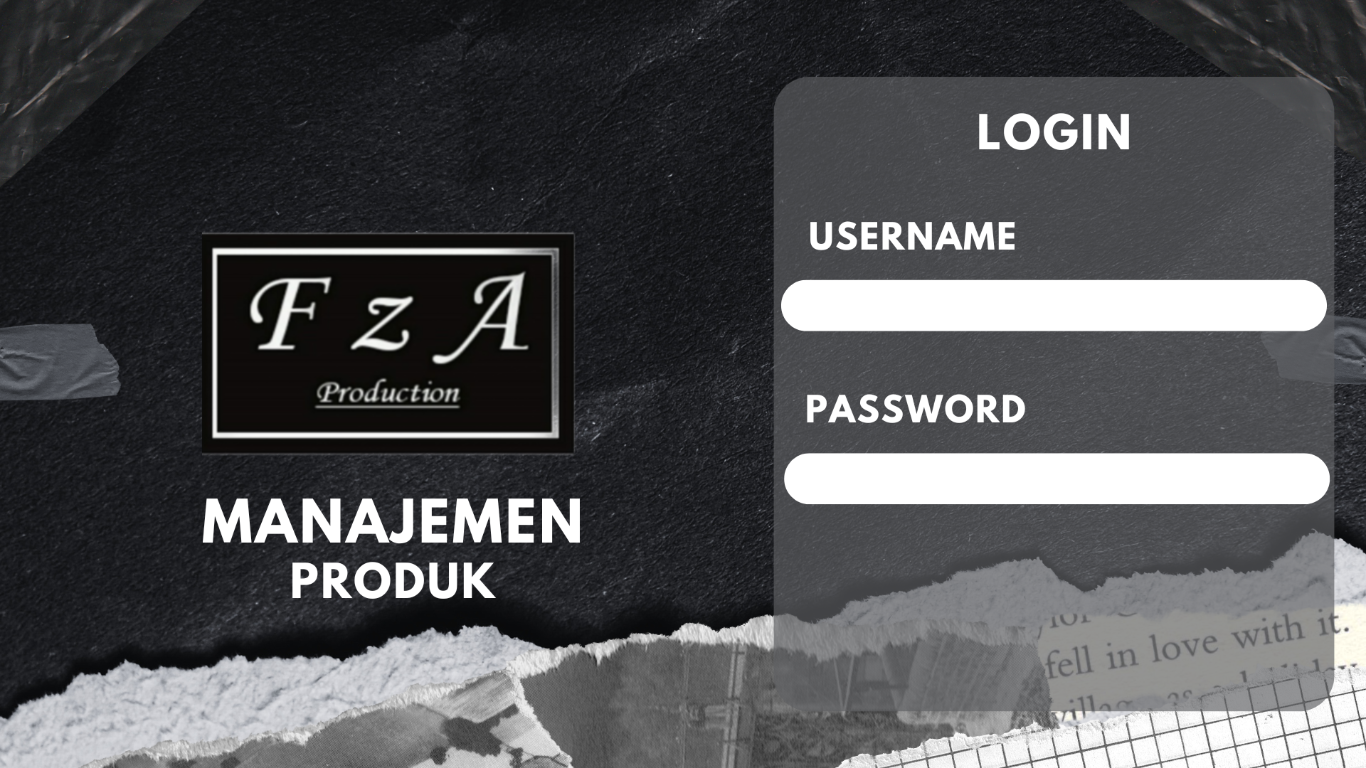 F z A
Production
MANAJEMEN
PRODUK
LOGIN
USERNAME
PASSWORD
fell in love with it.